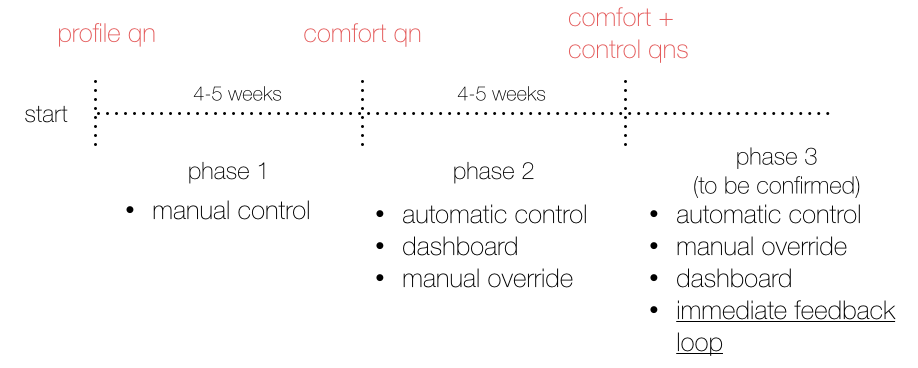 profile qn
comfort qn
comfort +
control qns
4-5 weeks
4-5 weeks
start
phase 1
• manual control
phase 2
• automatic control
• dashboard
• manual override
phase 3
(to be confirmed)
• automatic control
• manual override
• dashboard
• immediate feedback
loop